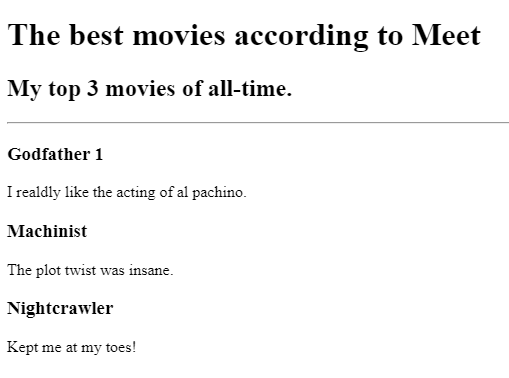 The best movies according to Meet
My top 3 movies of all-time.
Godfather 1
I realdly like the acting of al pachino.
Machinist
The plot twist was insane.
Nightcrawler
Kept me at my toes!